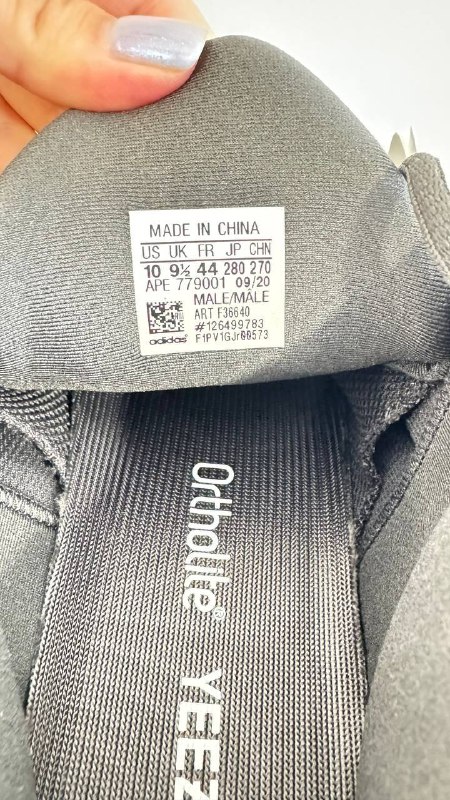 MADE IN CHINA
US UK FR JP CHN
10 9½ 44 280 270
APE 779001 09/20
MALE/MÂLE
ART F36640
#126499783
adidas F1PV1GJr00573
Ortholite® YEEZ